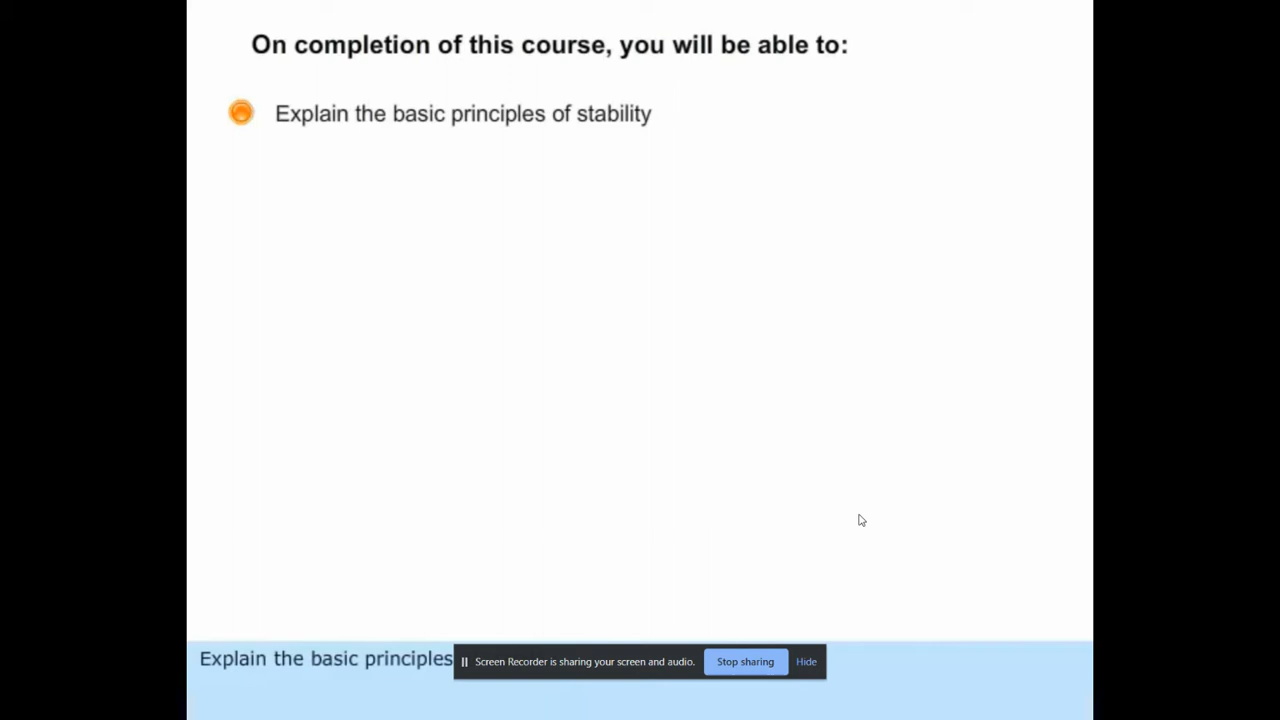 On completion of this course, you will be able to:
Explain the basic principles of stability
Explain the basic principles
Screen Recorder is sharing your screen and audio.
Stop sharing
Hide